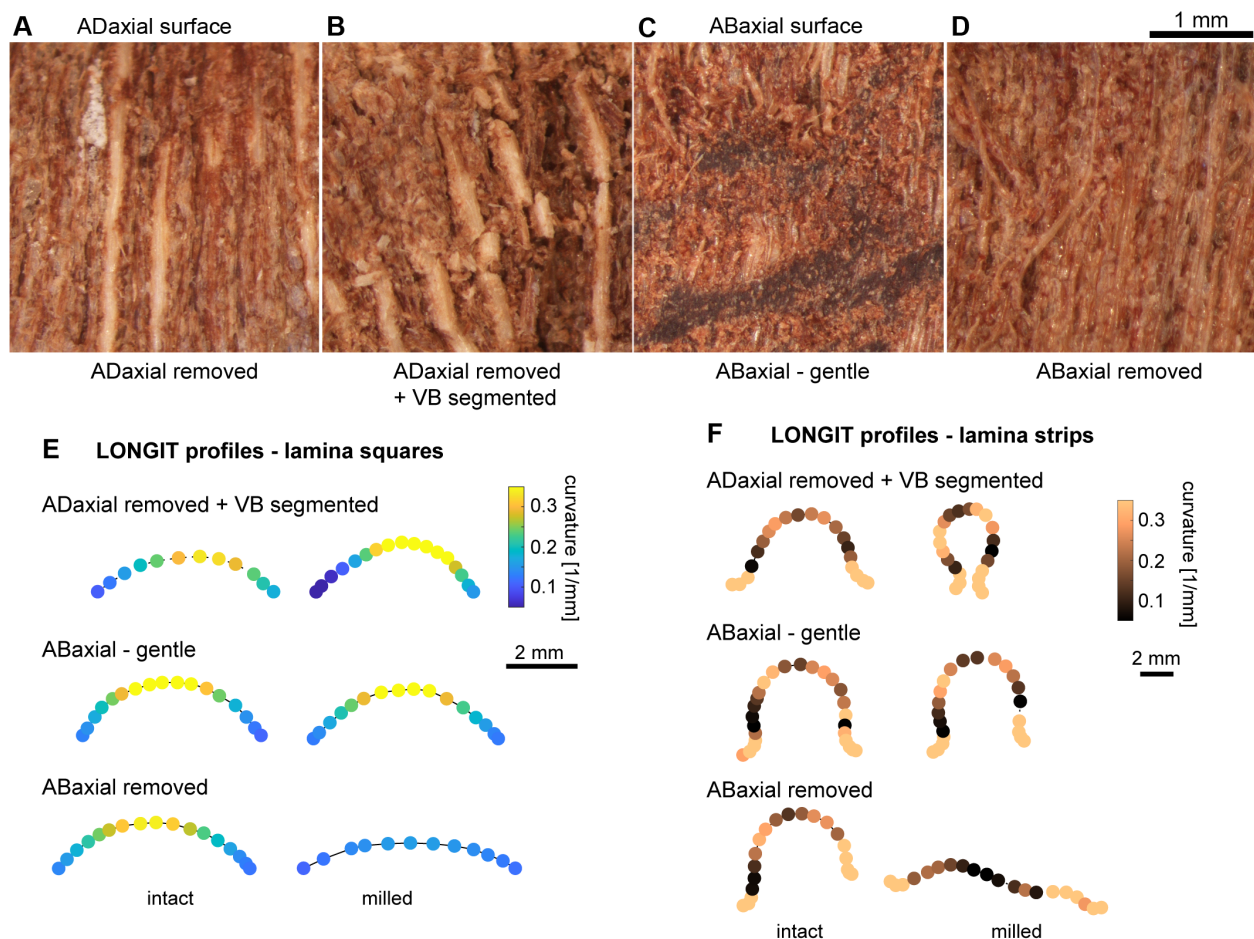 A ADaxial surface B C ABaxial surface D 1 mm
ADaxial removed
ADaxial removed
+ VB segmented
ABaxial - gentle
ABaxial removed
E LONGIT profiles - lamina squares
ADaxial removed + VB segmented
0.3
0.2
0.1
curvature [1/mm]
ABaxial - gentle
2 mm
ABaxial removed
intact
milled
F LONGIT profiles - lamina strips
ADaxial removed + VB segmented
0.3
0.2
0.1
curvature [1/mm]
ABaxial - gentle
2 mm
ABaxial removed
intact
milled